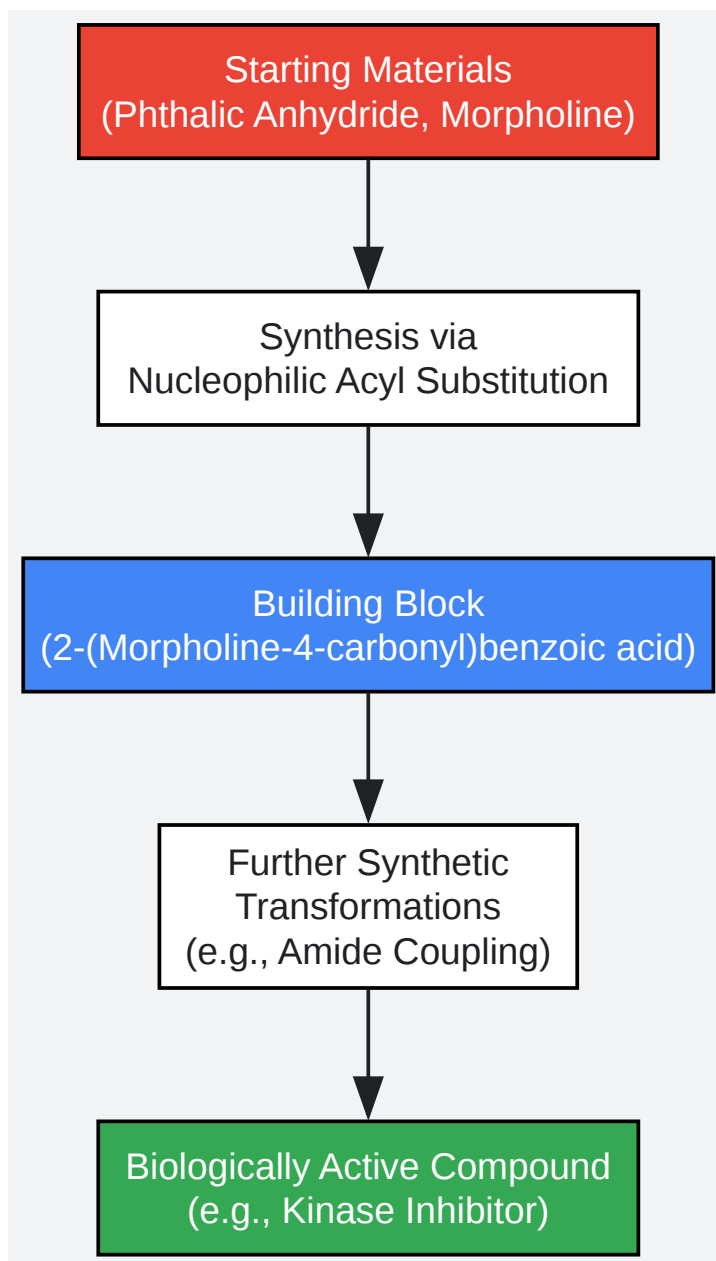 Starting Materials
(Phthalic Anhydride, Morpholine)
Synthesis via
Nucleophilic Acyl Substitution
Building Block
(2-(Morpholine-4-carbonyl)benzoic acid)
Further Synthetic
Transformations
(e.g., Amide Coupling)
Biologically Active Compound
(e.g., Kinase Inhibitor)